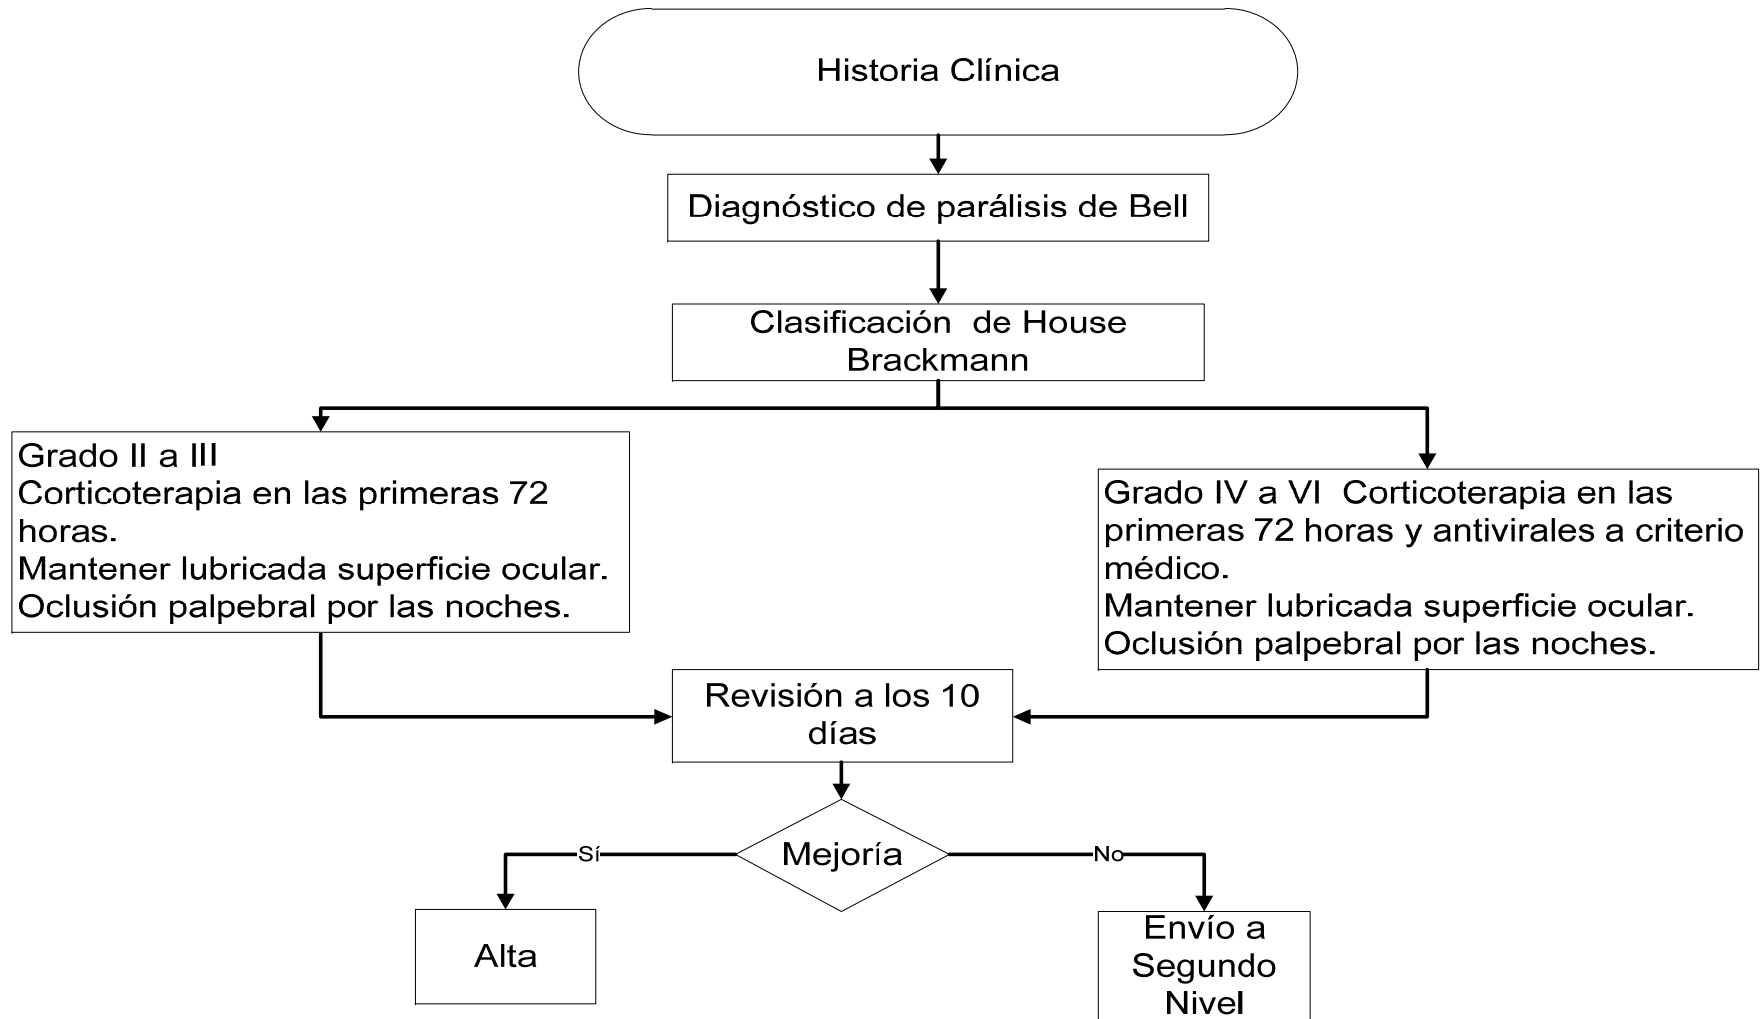 Historia Clínica
Diagnóstico de parálisis de Bell
Clasificación de House
Brackmann
Grado II a III
Corticoterapia en las primeras 72
horas.
Mantener lubricada superficie ocular.
Oclusión palpebral por las noches.
Grado IV a VI Corticoterapia en las
primeras 72 horas y antivirales a criterio
médico.
Mantener lubricada superficie ocular.
Oclusión palpebral por las noches.
Revisión a los 10
días
Mejoría
Sí
No
Alta
Envío a
Segundo
Nivel